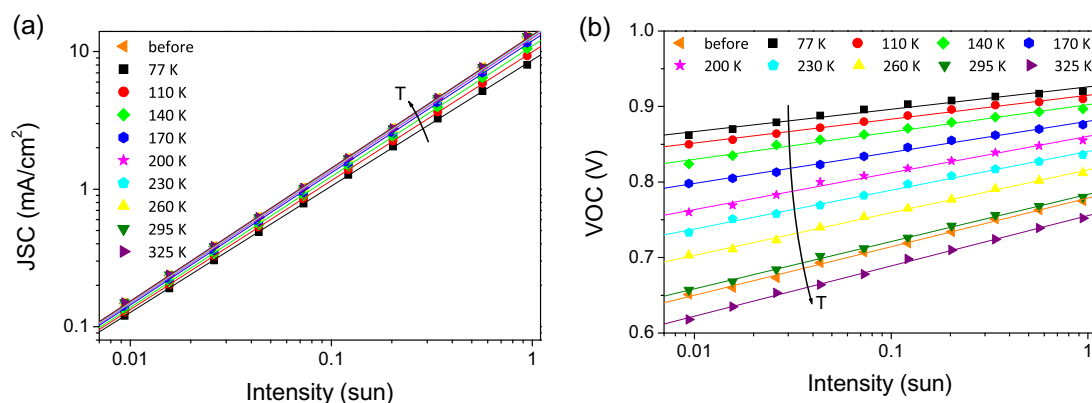 (a)
before
77 K
110 K
140 K
170 K
200 K
230 K
260 K
295 K
325 K
T
10
1
0.1
JSC (mA/cm2)
0.01 0.1 1
Intensity (sun)
(b)
before 77 K 110 K 140 K 170 K
200 K 230 K 260 K 295 K 325 K
T
1.0
0.9
0.8
0.7
0.6
VOC (V)
0.01 0.1 1
Intensity (sun)